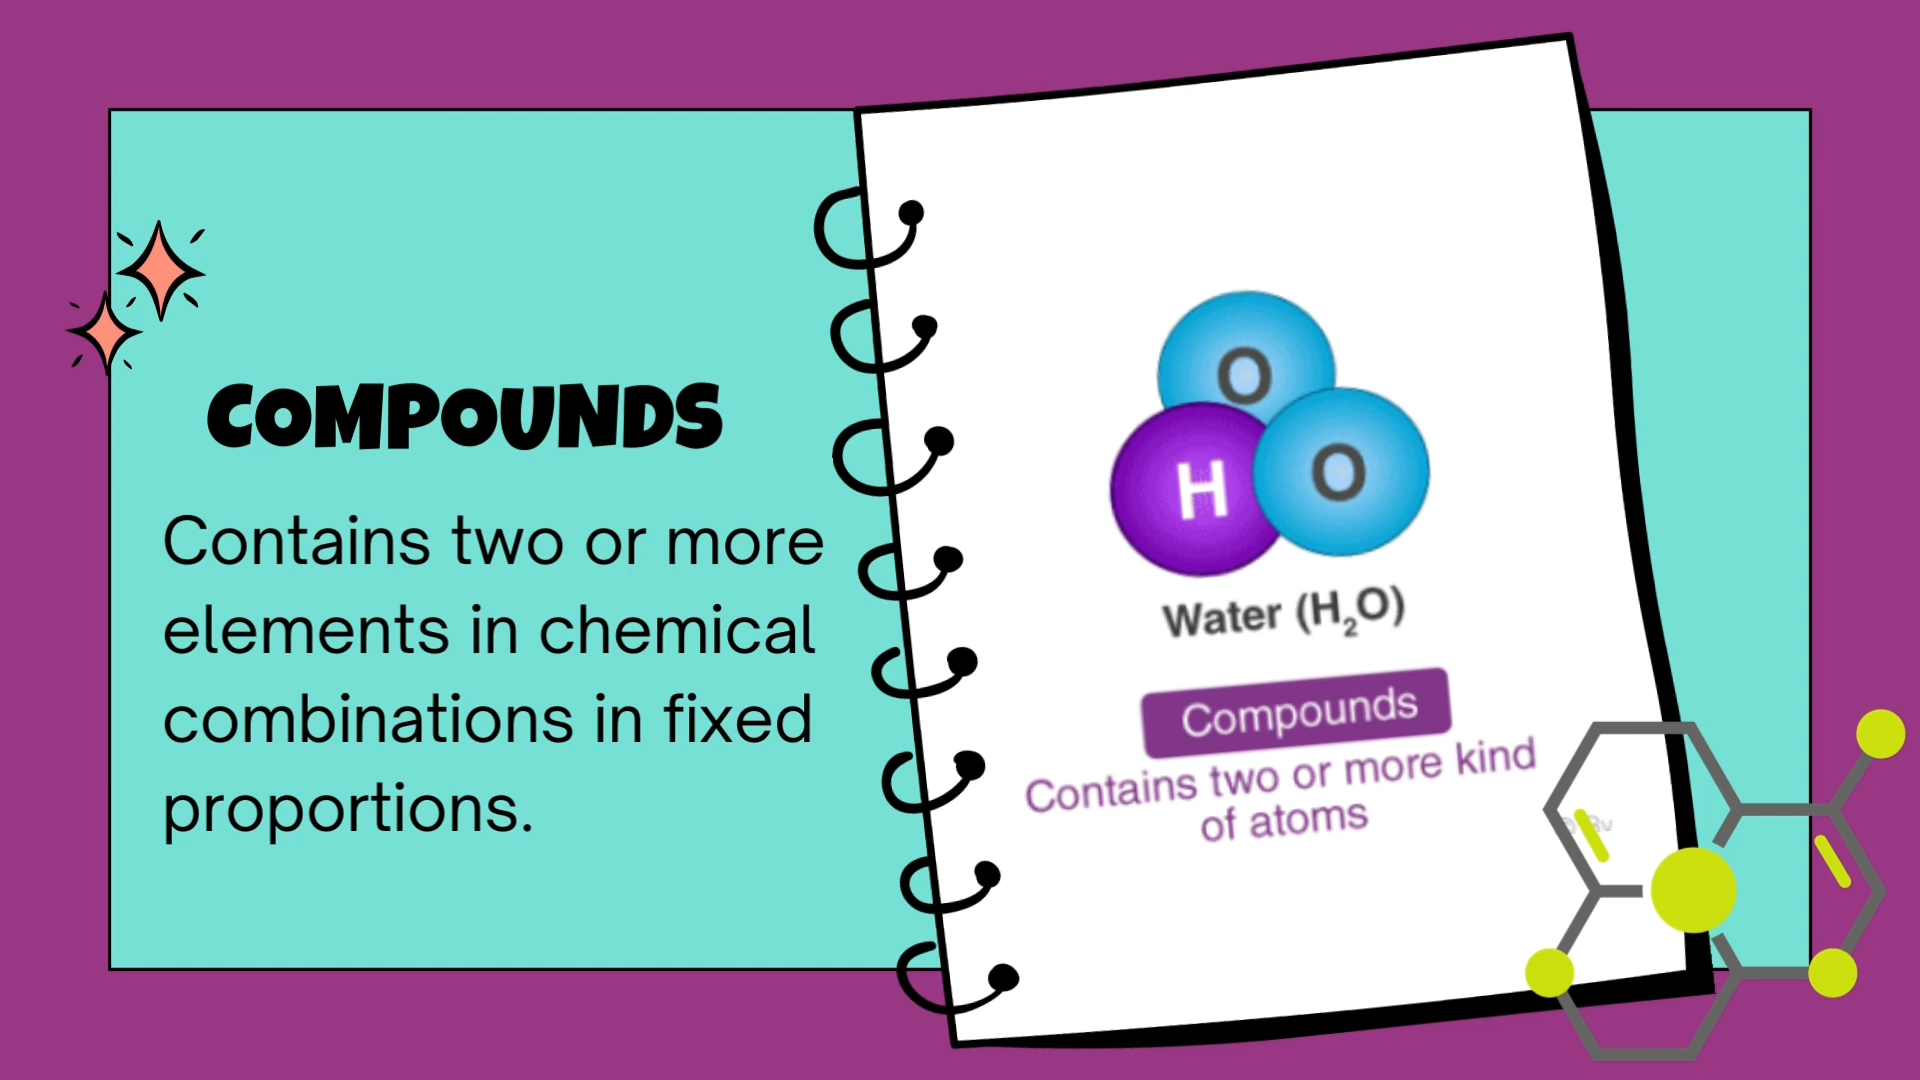 COMPOUNDS
Contains two or more
elements in chemical
combinations in fixed
proportions.
O
H O
Water (H₂O)
Compounds
Contains two or more kind
of atoms